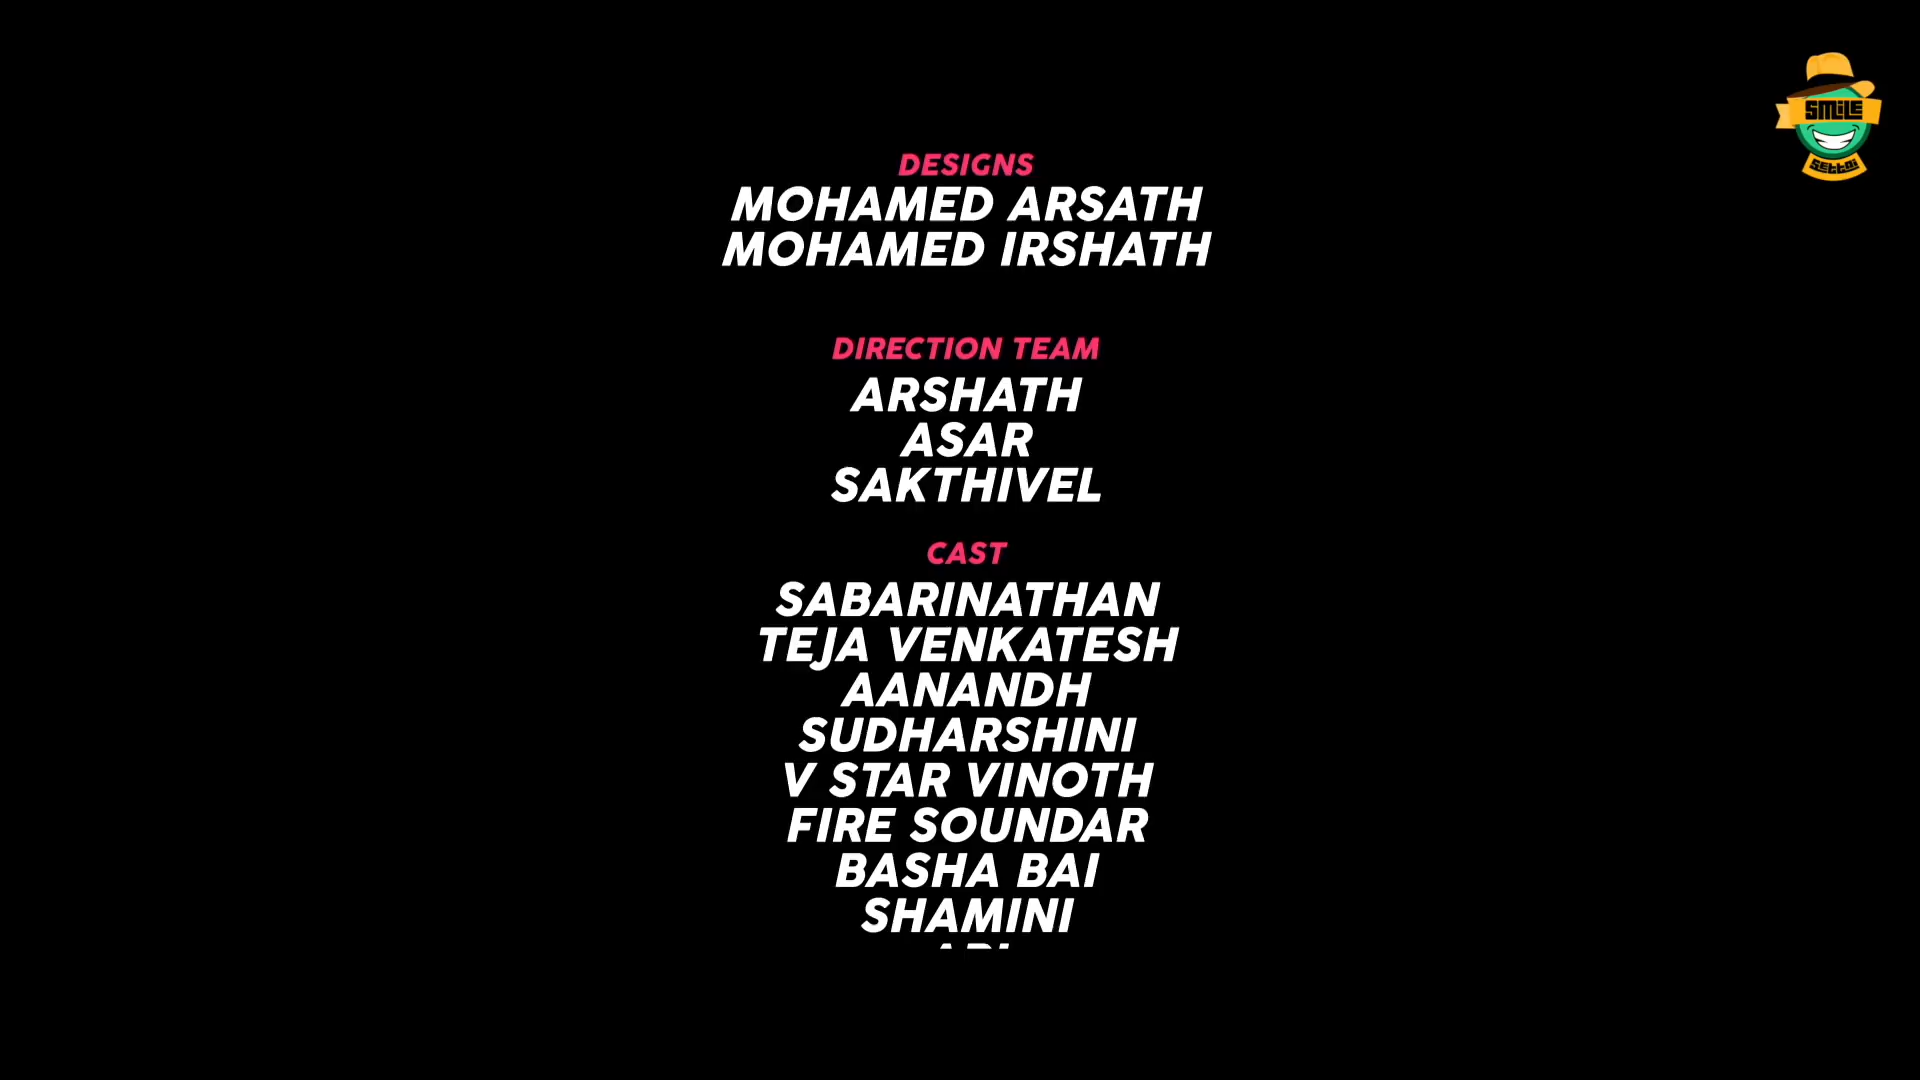 SMILE
SETTAI
DESIGNS
MOHAMED ARSATH
MOHAMED IRSHATH
DIRECTION TEAM
ARSHATH
ASAR
SAKTHIVEL
CAST
SABARINATHAN
TEJA VENKATESH
AANANDH
SUDHARSHINI
V STAR VINOTH
FIRE SOUNDAR
BASHA BAI
SHAMINI